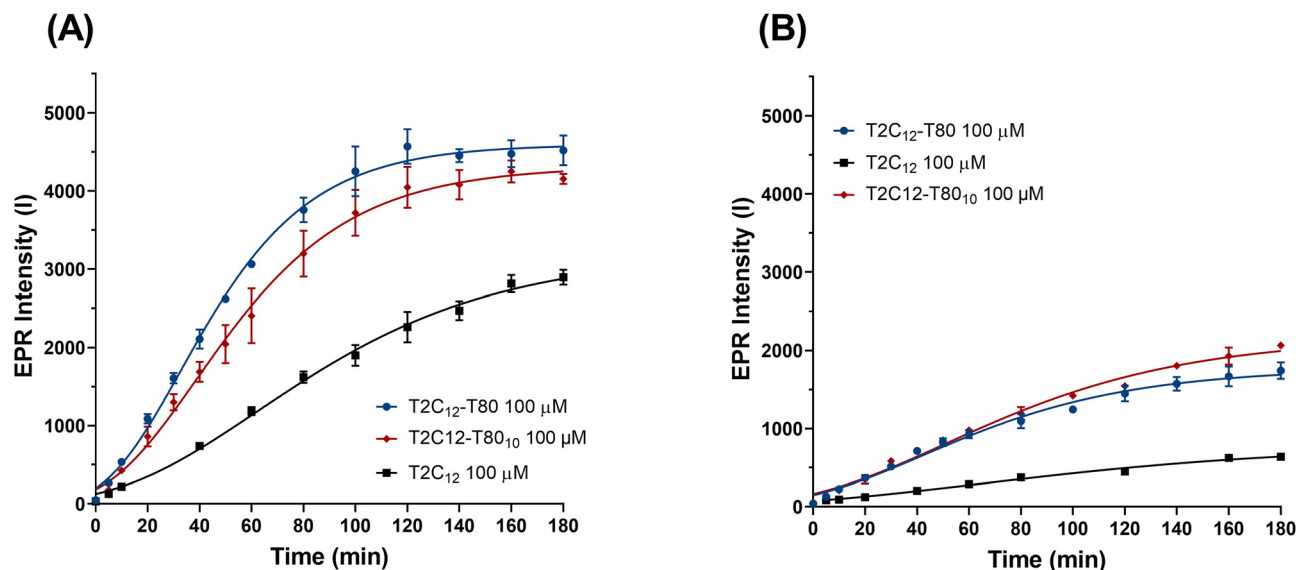 (A)
EPR Intensity (I)
5000
4000
3000
2000
1000
0
0 20 40 60 80 100 120 140 160 180
Time (min)
T2C₁₂-T80 100 μM
T2C12-T80₁₀ 100 μM
T2C₁₂ 100 μM
(B)
EPR Intensity (I)
5000
4000
3000
2000
1000
0
0 20 40 60 80 100 120 140 160 180
Time (min)
T2C₁₂-T80 100 μM
T2C₁₂ 100 μM
T2C12-T80₁₀ 100 μM